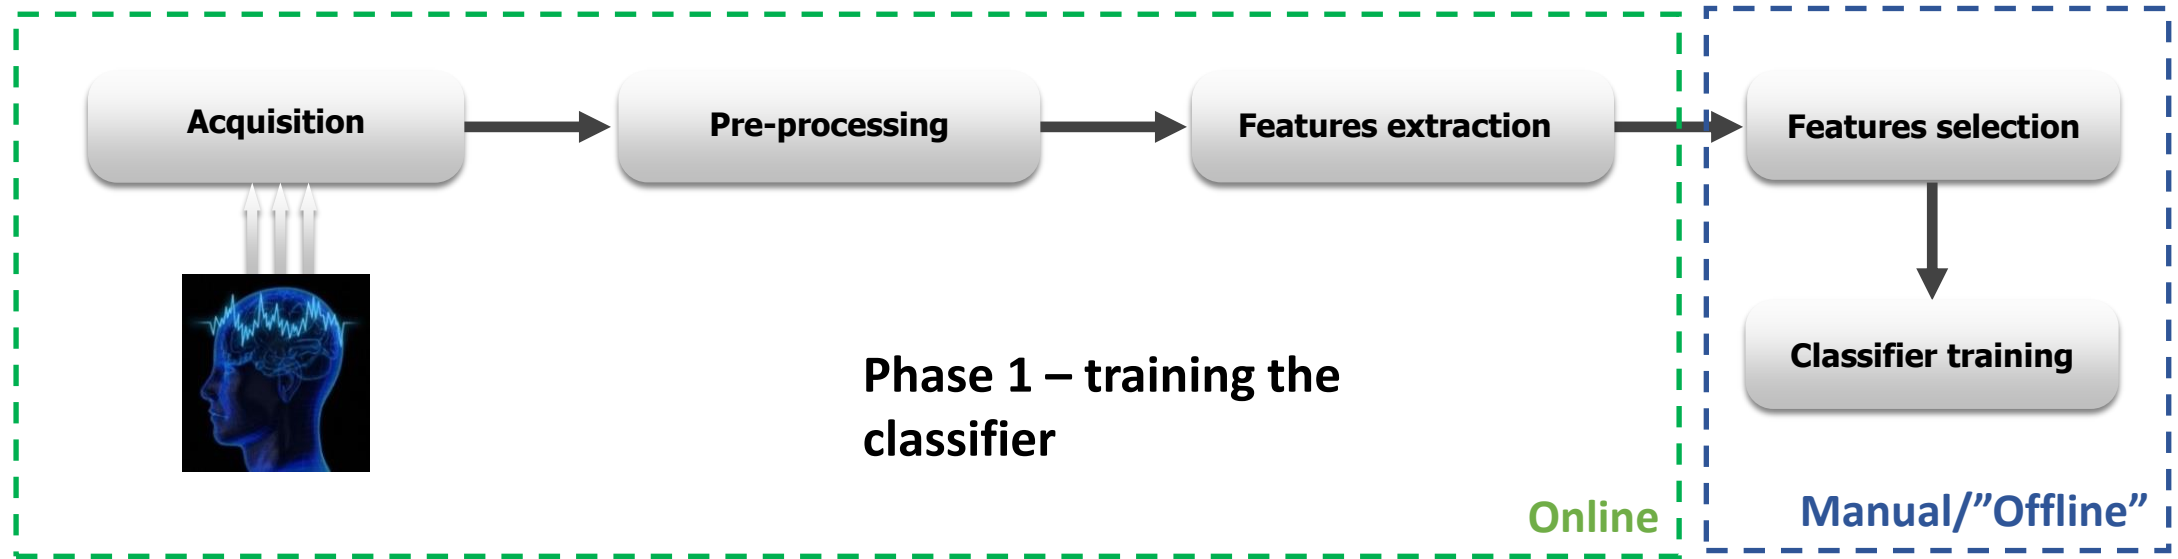 Acquisition
Pre-processing
Features extraction
Features selection
Classifier training
Phase 1 – training the
classifier
Online
Manual/”Offline”